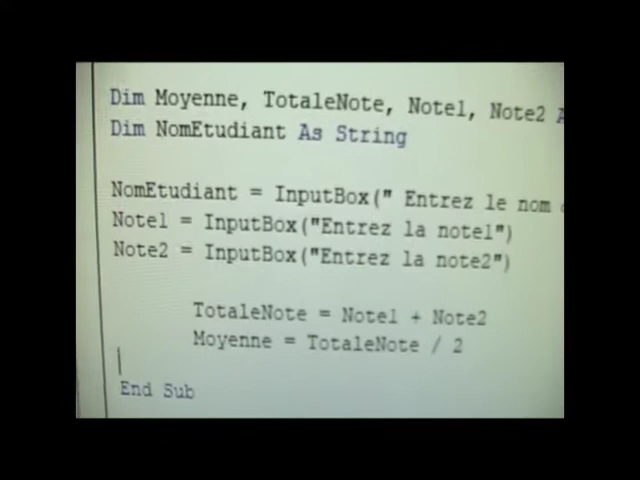 Dim Moyenne, TotaleNote, Note1, Note2
Dim NomEtudiant As String
NomEtudiant = InputBox(" Entrez le nom
Note1 = InputBox("Entrez la note1")
Note2 = InputBox("Entrez la note2")
TotaleNote = Note1 + Note2
Moyenne = TotaleNote / 2
End Sub